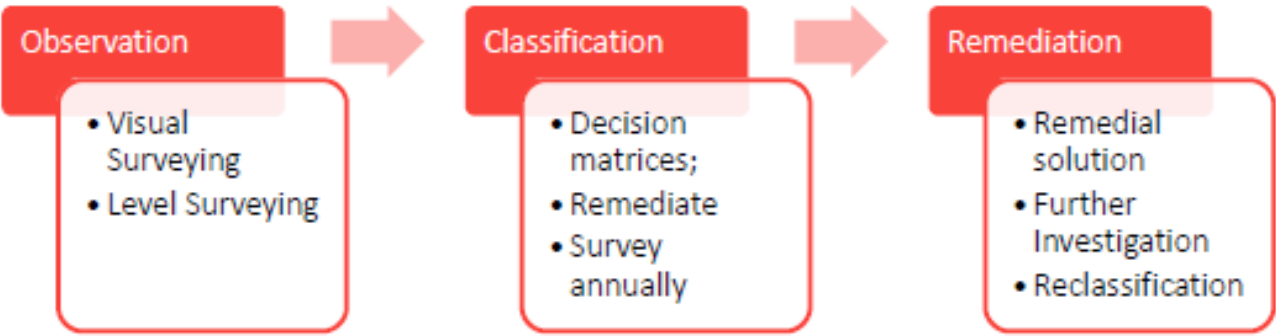 Observation
• Visual
Surveying
• Level Surveying
Classification
• Decision
matrices;
• Remediate
• Survey
annually
Remediation
• Remedial
solution
• Further
Investigation
• Reclassification